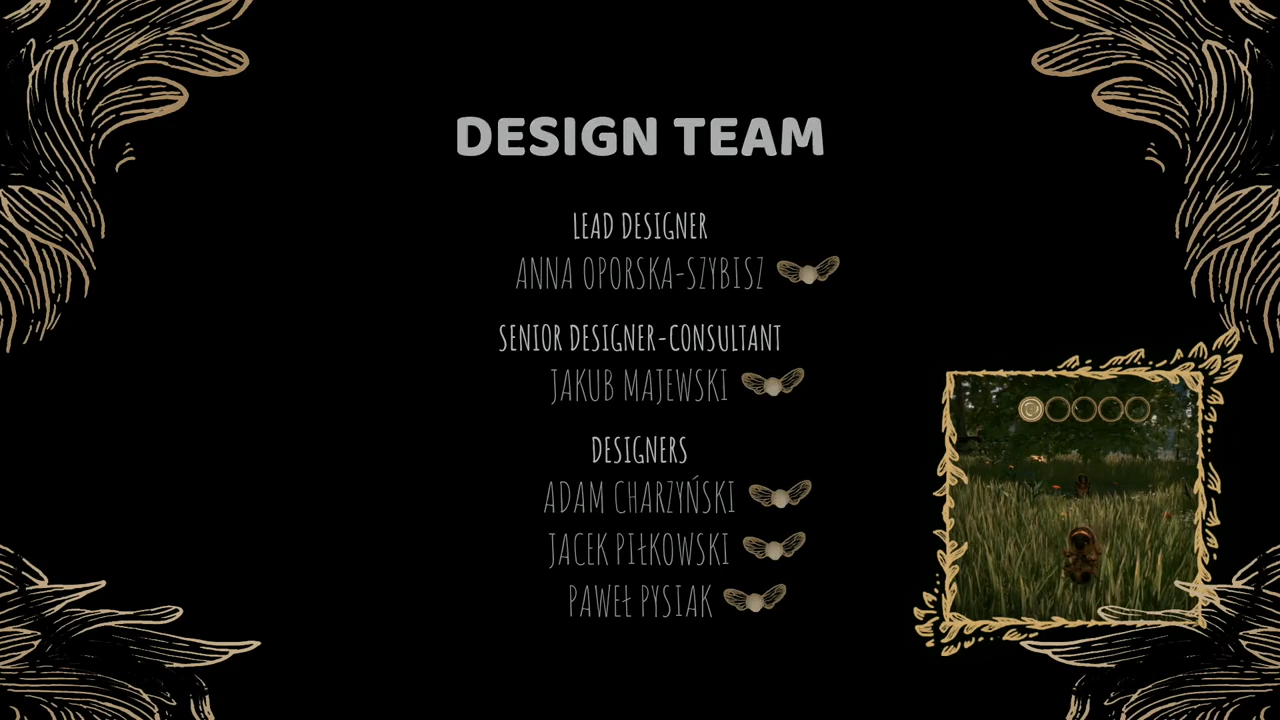 DESIGN TEAM
LEAD DESIGNER
ANNA OPORSKA-SZYBISZ
SENIOR DESIGNER-CONSULTANT
JAKUB MAJEWSKI
DESIGNERS
ADAM CHARZYŃSKI
JACEK PIŁKOWSKI
PAWEŁ PYSIAK